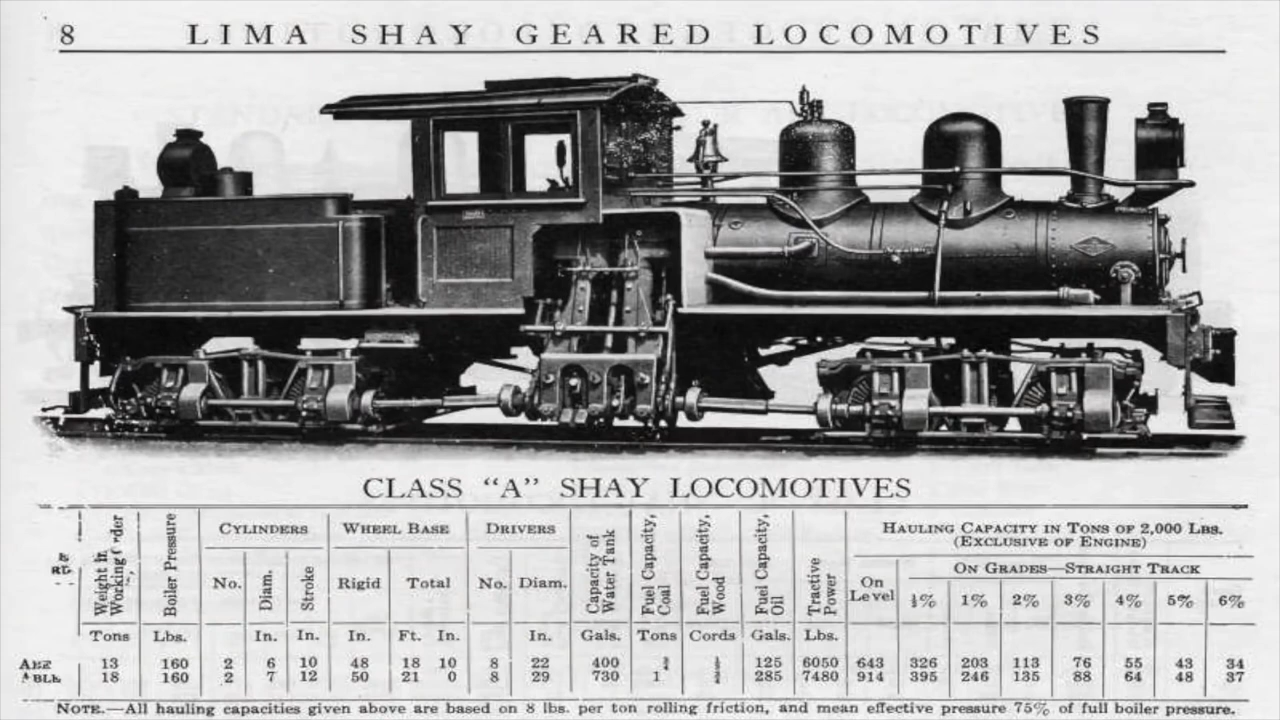 8 LIMA SHAY GEARED LOCOMOTIVES
CLASS "A" SHAY LOCOMOTIVES
Weight in Working Order
Boiler Pressure
CYLINDERS
WHEEL BASE
DRIVERS
Capacity of Water Tank
Fuel Capacity, Coal
Fuel Capacity, Wood
Fuel Capacity, Oil
Tractive Power
HAULING CAPACITY IN TONS OF 2,000 LBS.
(EXCLUSIVE OF ENGINE)
On Level
ON GRADES—STRAIGHT TRACK
No. Diam. Stroke Rigid Total No. Diam.
½% 1% 2% 3% 4% 5% 6%
Tons Lbs. In. In. In. Ft. In. In. Gals. Tons Cords Gals. Lbs.
13 160 2 6 10 48 18 10 8 22 400 125 6050 643 326 203 113 76 55 43 34
18 160 2 7 12 50 21 0 8 29 730 1 285 7480 914 395 246 135 88 64 48 37
NOTE.—All hauling capacities given above are based on 8 lbs. per ton rolling friction, and mean effective pressure 75% of full boiler pressure.